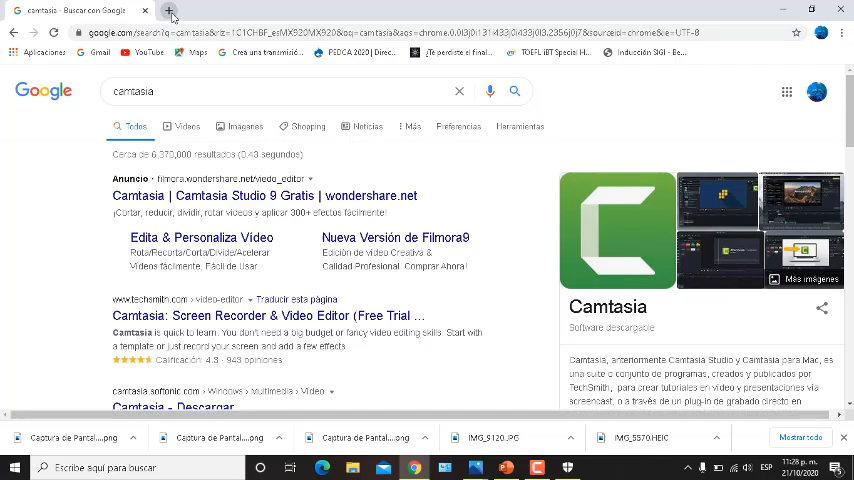 camtasia - Buscar con Google
google.com/search?q=camtasia&rlz=1C1CHBF_esMX920MX920&oq=camtasia&aqs=chrome.0.0l3j0i131i433j0i433j0l3.2356j0j7&sourceid=chrome&ie=UTF-8
Aplicaciones Gmail YouTube Maps Crea una transmisió... PEDCA 2020 | Direc... ¿Te perdiste el final... TOEFL iBT Special H... Inducción SIGI - Be...
Google camtasia
Todos Videos Imágenes Shopping Noticias Más Preferencias Herramientas
Cerca de 6,370,000 resultados (0.43 segundos)
Anuncio · filmora.wondershare.net/viedo_editor
Camtasia | Camtasia Studio 9 Gratis | wondershare.net
¡Cortar, reducir, dividir, rotar videos y aplicar 300+ efectos fácilmente!
Edita & Personaliza Vídeo Nueva Versión de Filmora9
Rota/Recorta/Corta/Divide/Acelerar Edición de video Creativa &
Vídeos fácilmente, Fácil de Usar Calidad Profesional. Comprar Ahora!
www.techsmith.com › video-editor Traducir esta página
Camtasia: Screen Recorder & Video Editor (Free Trial ...
Camtasia is quick to learn. You don't need a big budget or fancy video editing skills. Start with
a template or just record your screen and add a few effects.
Calificación: 4.3 · 943 opiniones
camtasia.softonic.com › Windows › Multimedia › Vídeo
Camtasia - Descargar
Más imágenes
Camtasia
Software descargable
Camtasia, anteriormente Camtasia Studio y Camtasia para Mac, es
una suite o conjunto de programas, creados y publicados por
TechSmith, para crear tutoriales en vídeo y presentaciones vía
screencast, o a través de un plug-in de grabado directo en
Captura de Pantal....png Captura de Pantal....png Captura de Pantal....png IMG_9120.JPG IMG_5570.HEIC Mostrar todo
Escribe aquí para buscar
ESP
11:28 p. m.
21/10/2020